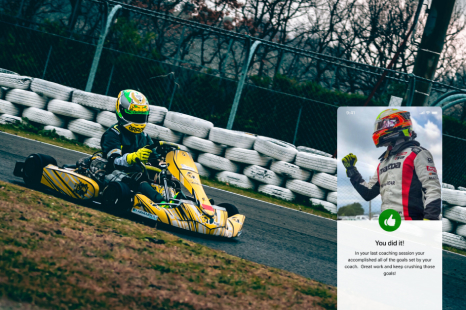 You did it!
In your last coaching session your
accomplished all of the goals set by your
coach. Great work and keep crushing those
goals!